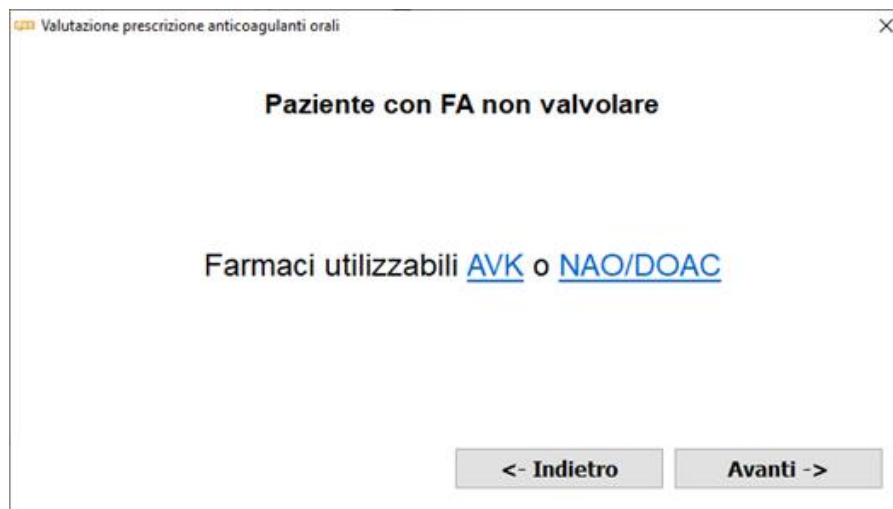 Valutazione prescrizione anticoagulanti orali
Paziente con FA non valvolare
Farmaci utilizzabili AVK o NAO/DOAC
<- Indietro
Avanti ->